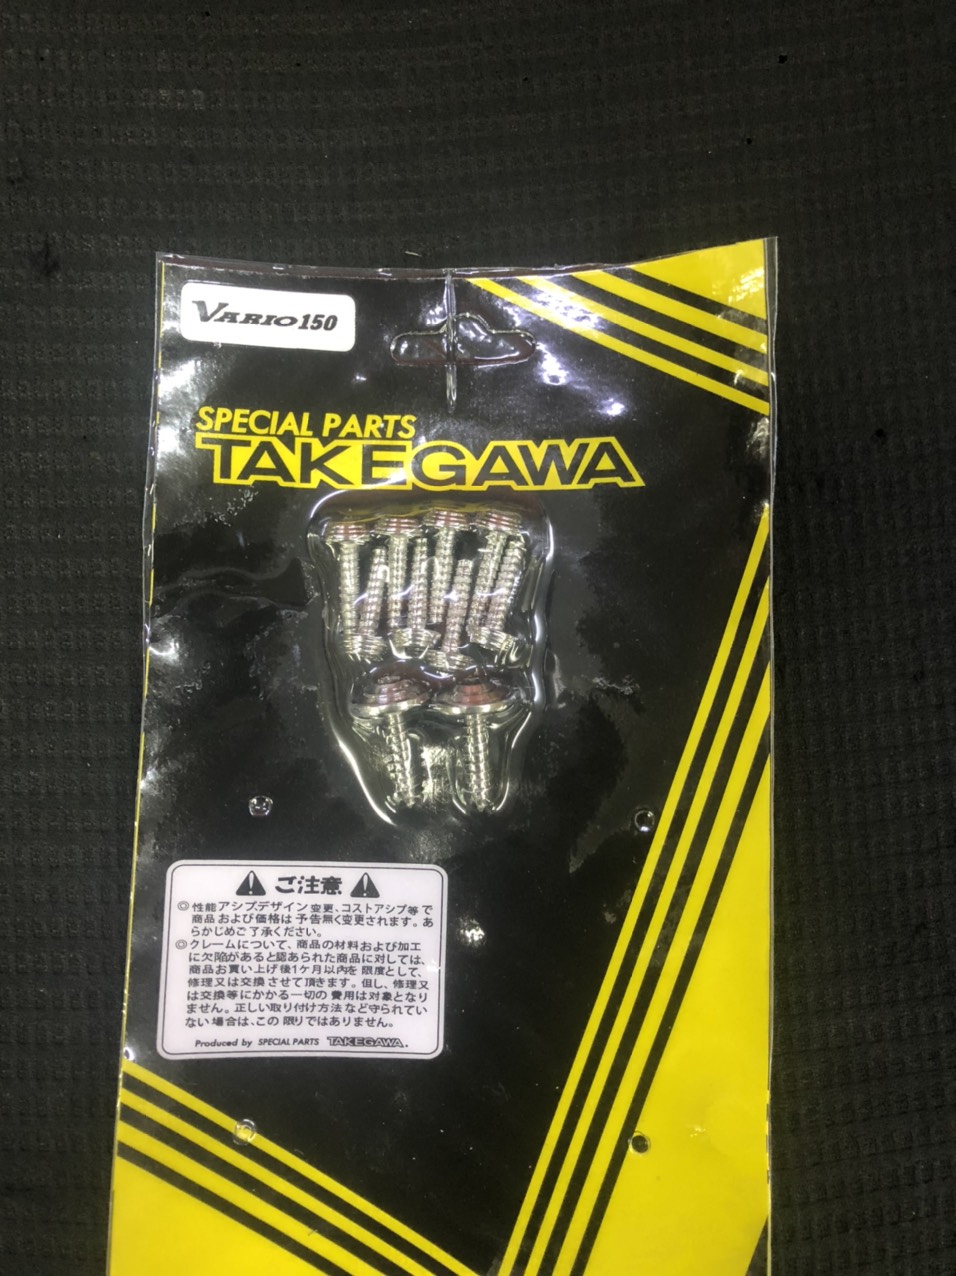 VARIO150
SPECIAL PARTS
TAKEGAWA
ご注意
◎性能アシブデザイン変更、コストアシブ等で
商品および価格は予告無く変更されます。あ
らかじめご了承ください。
◎クレームについて、商品の材料および加工
に欠陥があると認あられた商品に対しては、
商品お買い上げ後1ケ月以内を限度として、
修理又は交換させて頂きます。但し、修理又
は交換等にかかる一切の費用は対象となり
ません。正しい取り付け方法など守られてい
ない場合は、この限りではありません。
Produced by SPECIAL PARTS TAKEGAWA.